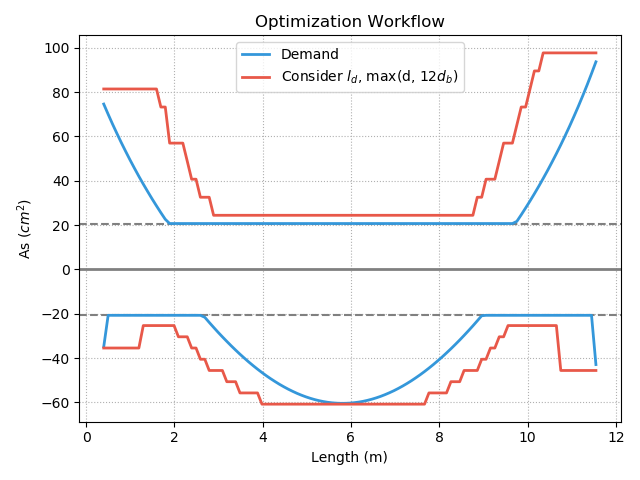 Optimization Workflow
Demand
Consider $l_d$, max(d, 12$d_b$)
As ($cm^2$)
100
80
60
40
20
0
−20
−40
−60
0 2 4 6 8 10 12
Length (m)